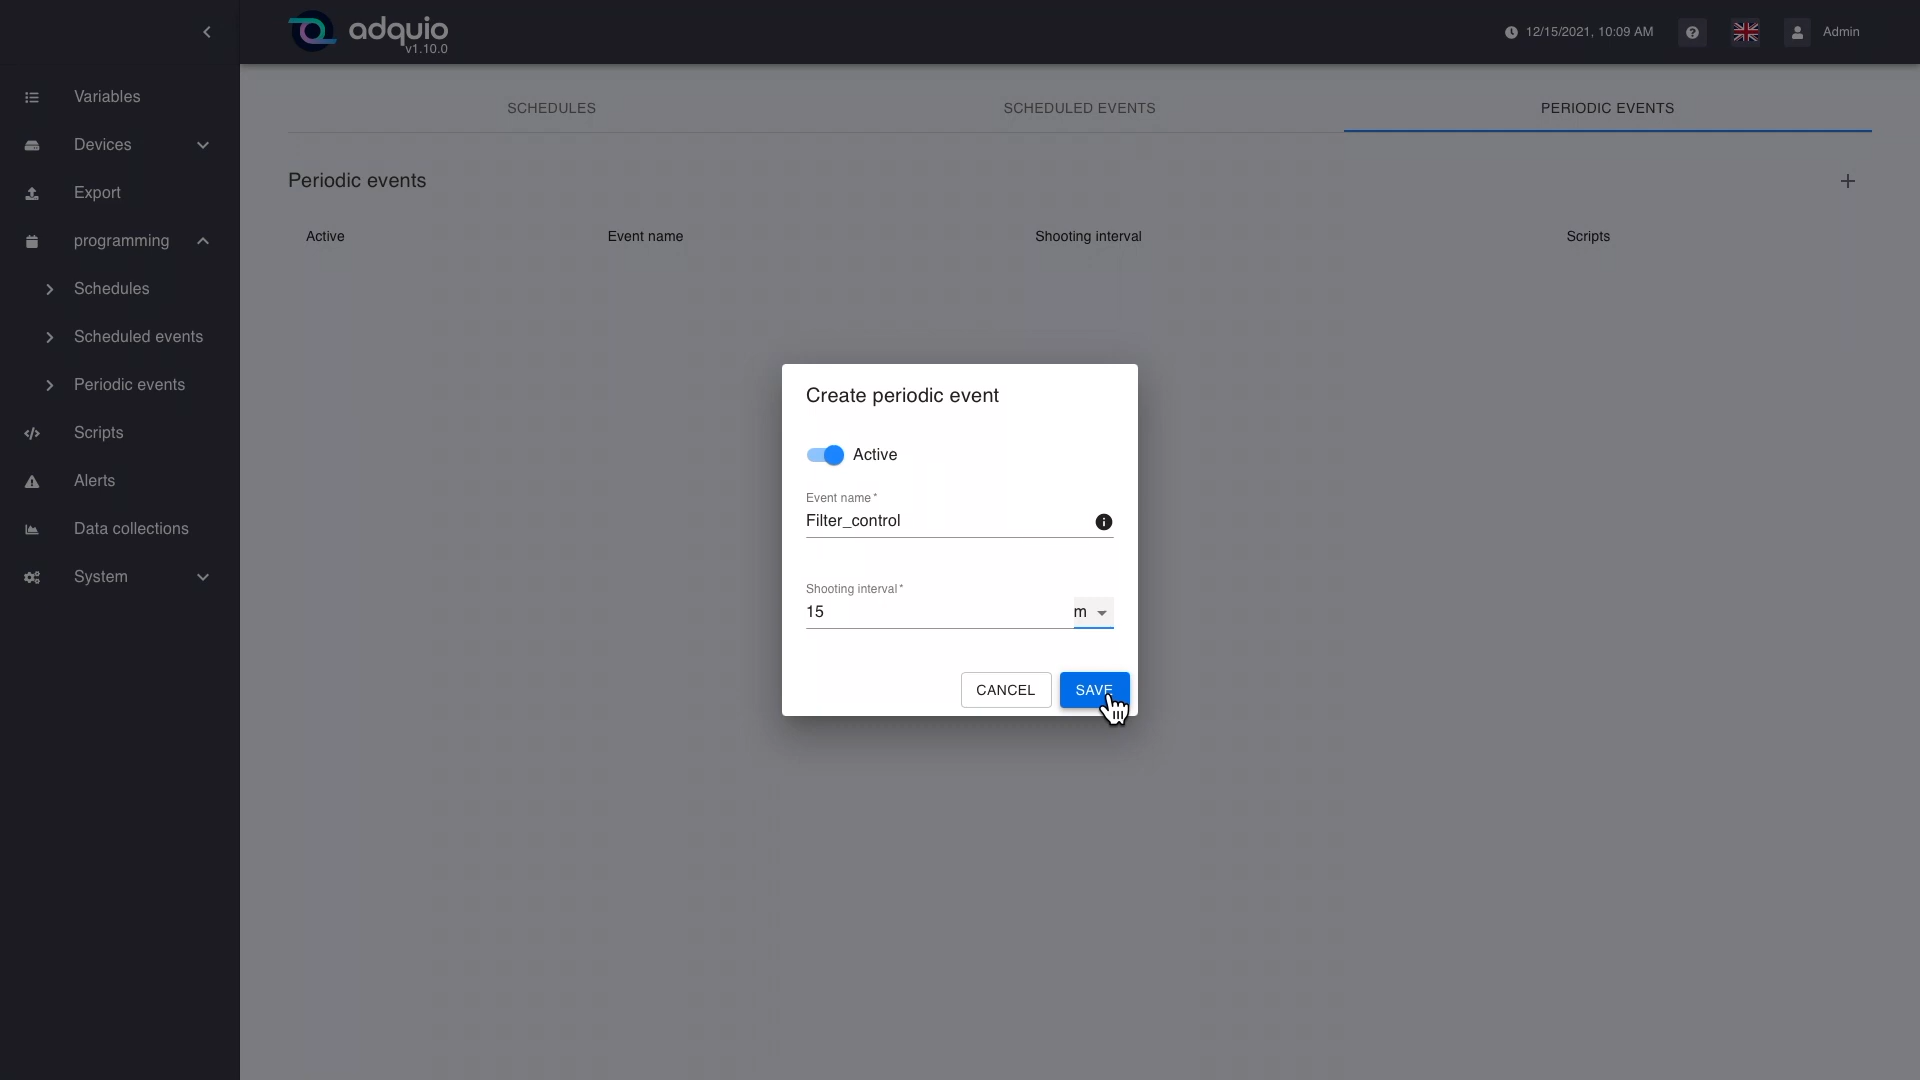 adquio
v1.10.0
12/15/2021, 10:09 AM
Admin
Variables
Devices
Export
programming
Schedules
Scheduled events
Periodic events
Scripts
Alerts
Data collections
System
SCHEDULES
SCHEDULED EVENTS
PERIODIC EVENTS
Periodic events
Active
Event name
Shooting interval
Scripts
Create periodic event
Active
Event name *
Filter_control
Shooting interval *
15
m
CANCEL
SAVE